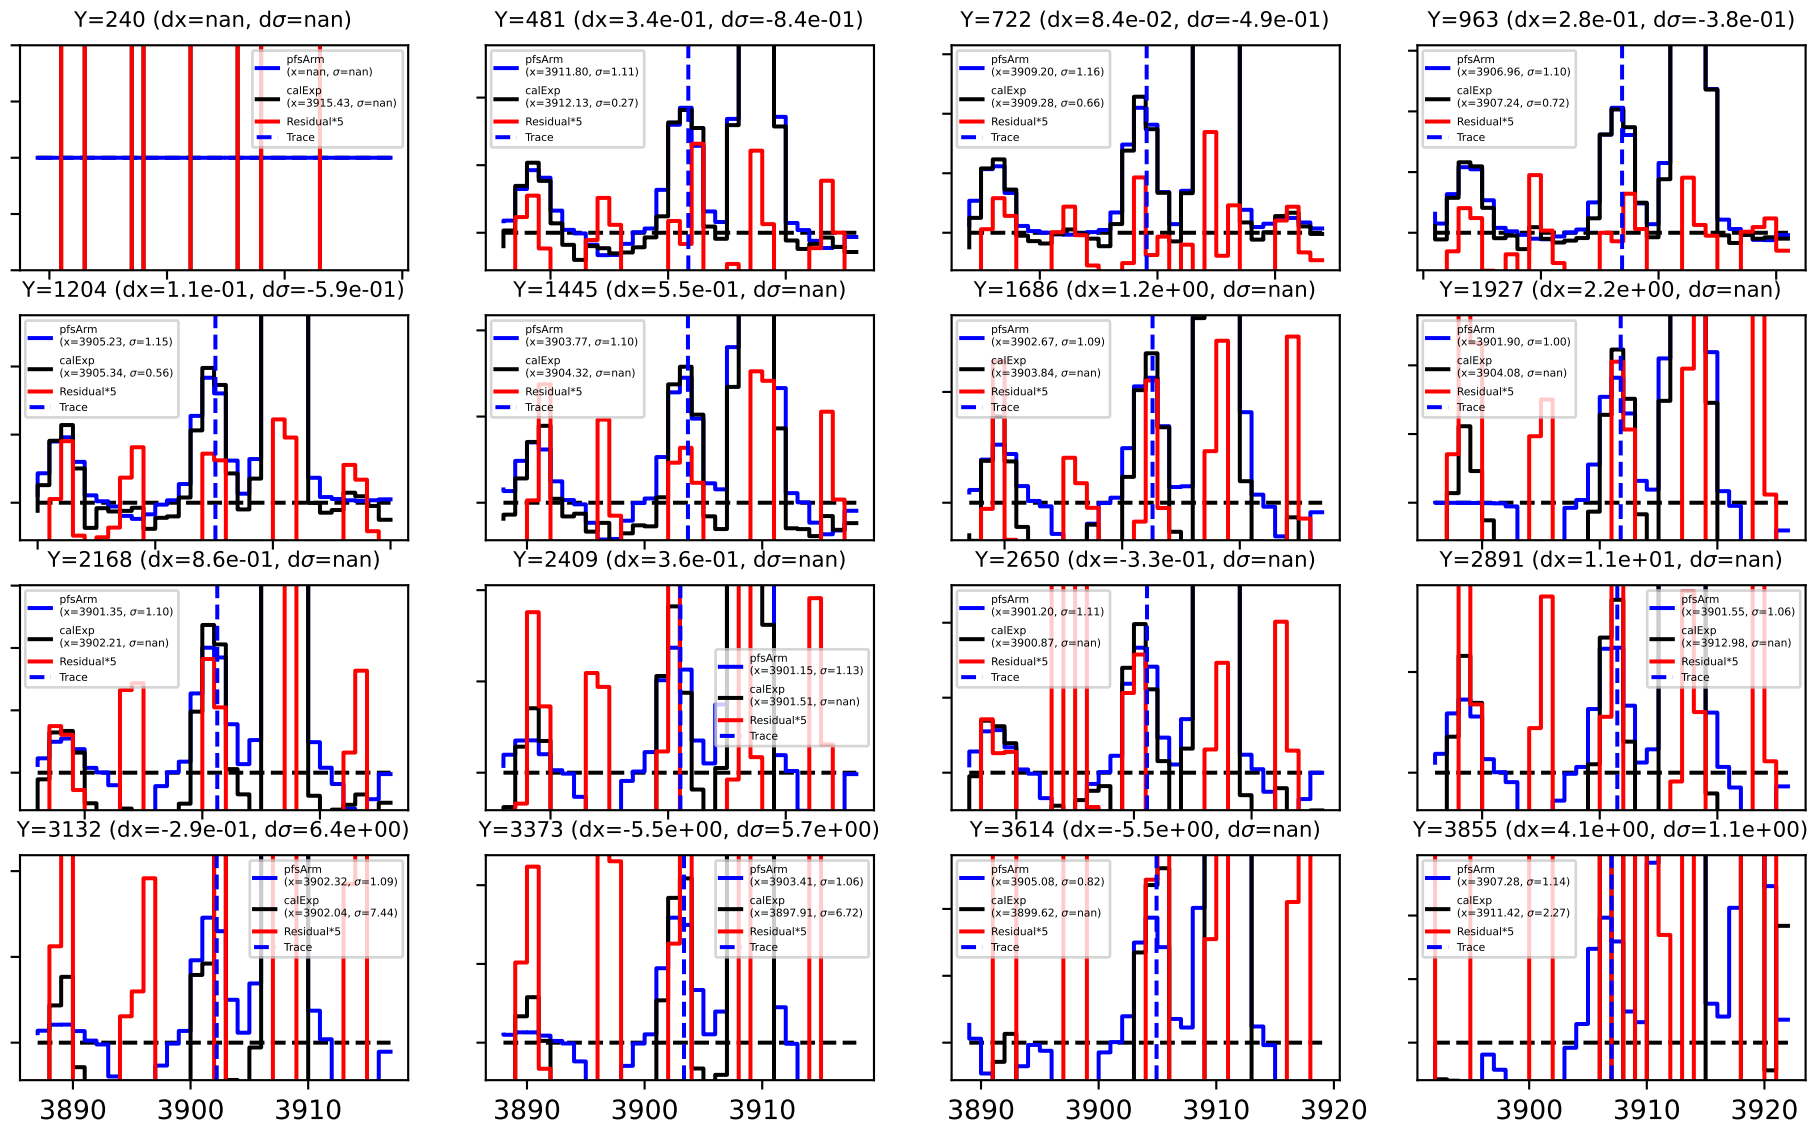 Y=240 (dx=nan, dσ=nan)
pfsArm
(x=nan, σ=nan)
calExp
(x=3915.43, σ=nan)
Residual*5
Trace
Y=481 (dx=3.4e-01, dσ=-8.4e-01)
pfsArm
(x=3911.80, σ=1.11)
calExp
(x=3912.13, σ=0.27)
Residual*5
Trace
Y=722 (dx=8.4e-02, dσ=-4.9e-01)
pfsArm
(x=3909.20, σ=1.16)
calExp
(x=3909.28, σ=0.66)
Residual*5
Trace
Y=963 (dx=2.8e-01, dσ=-3.8e-01)
pfsArm
(x=3906.96, σ=1.10)
calExp
(x=3907.24, σ=0.72)
Residual*5
Trace
Y=1204 (dx=1.1e-01, dσ=-5.9e-01)
pfsArm
(x=3905.23, σ=1.15)
calExp
(x=3905.34, σ=0.56)
Residual*5
Trace
Y=1445 (dx=5.5e-01, dσ=nan)
pfsArm
(x=3903.77, σ=1.10)
calExp
(x=3904.32, σ=nan)
Residual*5
Trace
Y=1686 (dx=1.2e+00, dσ=nan)
pfsArm
(x=3902.67, σ=1.09)
calExp
(x=3903.84, σ=nan)
Residual*5
Trace
Y=1927 (dx=2.2e+00, dσ=nan)
pfsArm
(x=3901.90, σ=1.00)
calExp
(x=3904.08, σ=nan)
Residual*5
Trace
Y=2168 (dx=8.6e-01, dσ=nan)
pfsArm
(x=3901.35, σ=1.10)
calExp
(x=3902.21, σ=nan)
Residual*5
Trace
Y=2409 (dx=3.6e-01, dσ=nan)
pfsArm
(x=3901.15, σ=1.13)
calExp
(x=3901.51, σ=nan)
Residual*5
Trace
Y=2650 (dx=-3.3e-01, dσ=nan)
pfsArm
(x=3901.20, σ=1.11)
calExp
(x=3900.87, σ=nan)
Residual*5
Trace
Y=2891 (dx=1.1e+01, dσ=nan)
pfsArm
(x=3901.55, σ=1.06)
calExp
(x=3912.98, σ=nan)
Residual*5
Trace
Y=3132 (dx=-2.9e-01, dσ=6.4e+00)
pfsArm
(x=3902.32, σ=1.09)
calExp
(x=3902.04, σ=7.44)
Residual*5
Trace
3890 3900 3910
Y=3373 (dx=-5.5e+00, dσ=5.7e+00)
pfsArm
(x=3903.41, σ=1.06)
calExp
(x=3897.91, σ=6.72)
Residual*5
Trace
3890 3900 3910
Y=3614 (dx=-5.5e+00, dσ=nan)
pfsArm
(x=3905.08, σ=0.82)
calExp
(x=3899.62, σ=nan)
Residual*5
Trace
3890 3900 3910 3920
Y=3855 (dx=4.1e+00, dσ=1.1e+00)
pfsArm
(x=3907.28, σ=1.14)
calExp
(x=3911.42, σ=2.27)
Residual*5
Trace
3900 3910 3920